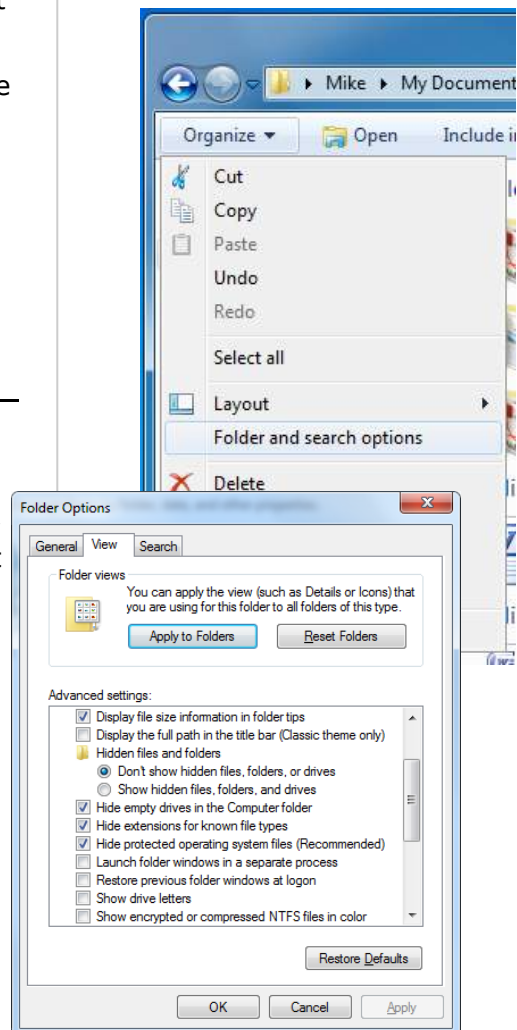 Mike ▸ My Document
Organize ▾ Open Include i
Cut
Copy
Paste
Undo
Redo
Select all
Layout
Folder and search options
Delete
Folder Options
General View Search
Folder views
You can apply the view (such as Details or Icons) that
you are using for this folder to all folders of this type.
Apply to Folders Reset Folders
Advanced settings:
Display file size information in folder tips
Display the full path in the title bar (Classic theme only)
Hidden files and folders
Don't show hidden files, folders, or drives
Show hidden files, folders, and drives
Hide empty drives in the Computer folder
Hide extensions for known file types
Hide protected operating system files (Recommended)
Launch folder windows in a separate process
Restore previous folder windows at logon
Show drive letters
Show encrypted or compressed NTFS files in color
Restore Defaults
OK Cancel Apply